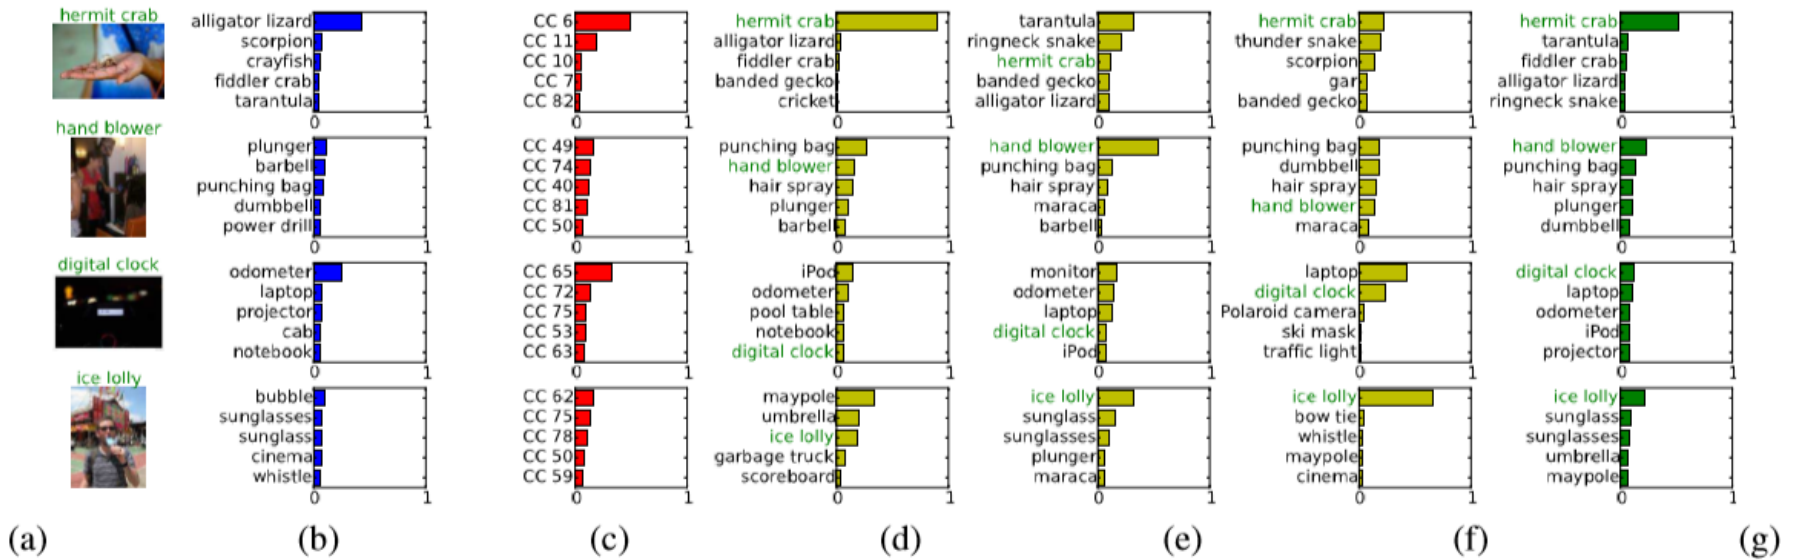 hermit crab
alligator lizard
scorpion
crayfish
fiddler crab
tarantula
0 1
CC 6
CC 11
CC 10
CC 7
CC 82
0 1
hermit crab
alligator lizard
fiddler crab
banded gecko
cricket
0 1
tarantula
ringneck snake
hermit crab
banded gecko
alligator lizard
0 1
hermit crab
thunder snake
scorpion
gar
banded gecko
0 1
hermit crab
tarantula
fiddler crab
alligator lizard
ringneck snake
0 1
hand blower
plunger
barbell
punching bag
dumbbell
power drill
0 1
CC 49
CC 74
CC 40
CC 81
CC 50
0 1
punching bag
hand blower
hair spray
plunger
barbell
0 1
hand blower
punching bag
hair spray
maraca
barbell
0 1
punching bag
dumbbell
hair spray
hand blower
maraca
0 1
hand blower
punching bag
hair spray
plunger
dumbbell
0 1
digital clock
odometer
laptop
projector
cab
notebook
0 1
CC 65
CC 72
CC 75
CC 53
CC 63
0 1
iPod
odometer
pool table
notebook
digital clock
0 1
monitor
odometer
laptop
digital clock
iPod
0 1
laptop
digital clock
Polaroid camera
ski mask
traffic light
0 1
digital clock
laptop
odometer
iPod
projector
0 1
ice lolly
bubble
sunglasses
sunglass
cinema
whistle
0 1
CC 62
CC 75
CC 78
CC 50
CC 59
0 1
maypole
umbrella
ice lolly
garbage truck
scoreboard
0 1
ice lolly
sunglass
sunglasses
plunger
maraca
0 1
ice lolly
bow tie
whistle
maypole
cinema
0 1
ice lolly
sunglass
sunglasses
umbrella
maypole
0 1
(a) (b) (c) (d) (e) (f) (g)